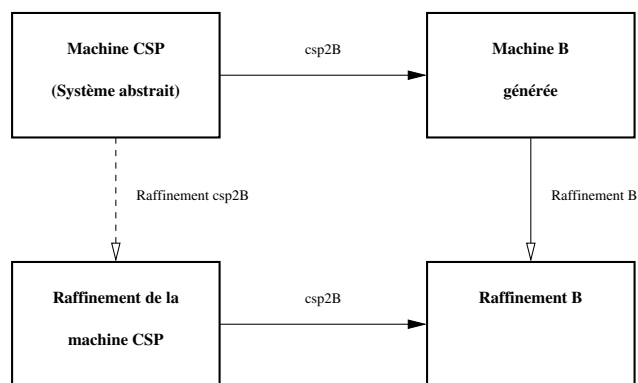 Machine CSP
(Système abstrait)
csp2B
Machine B
générée
Raffinement csp2B
Raffinement B
Raffinement de la
machine CSP
csp2B
Raffinement B